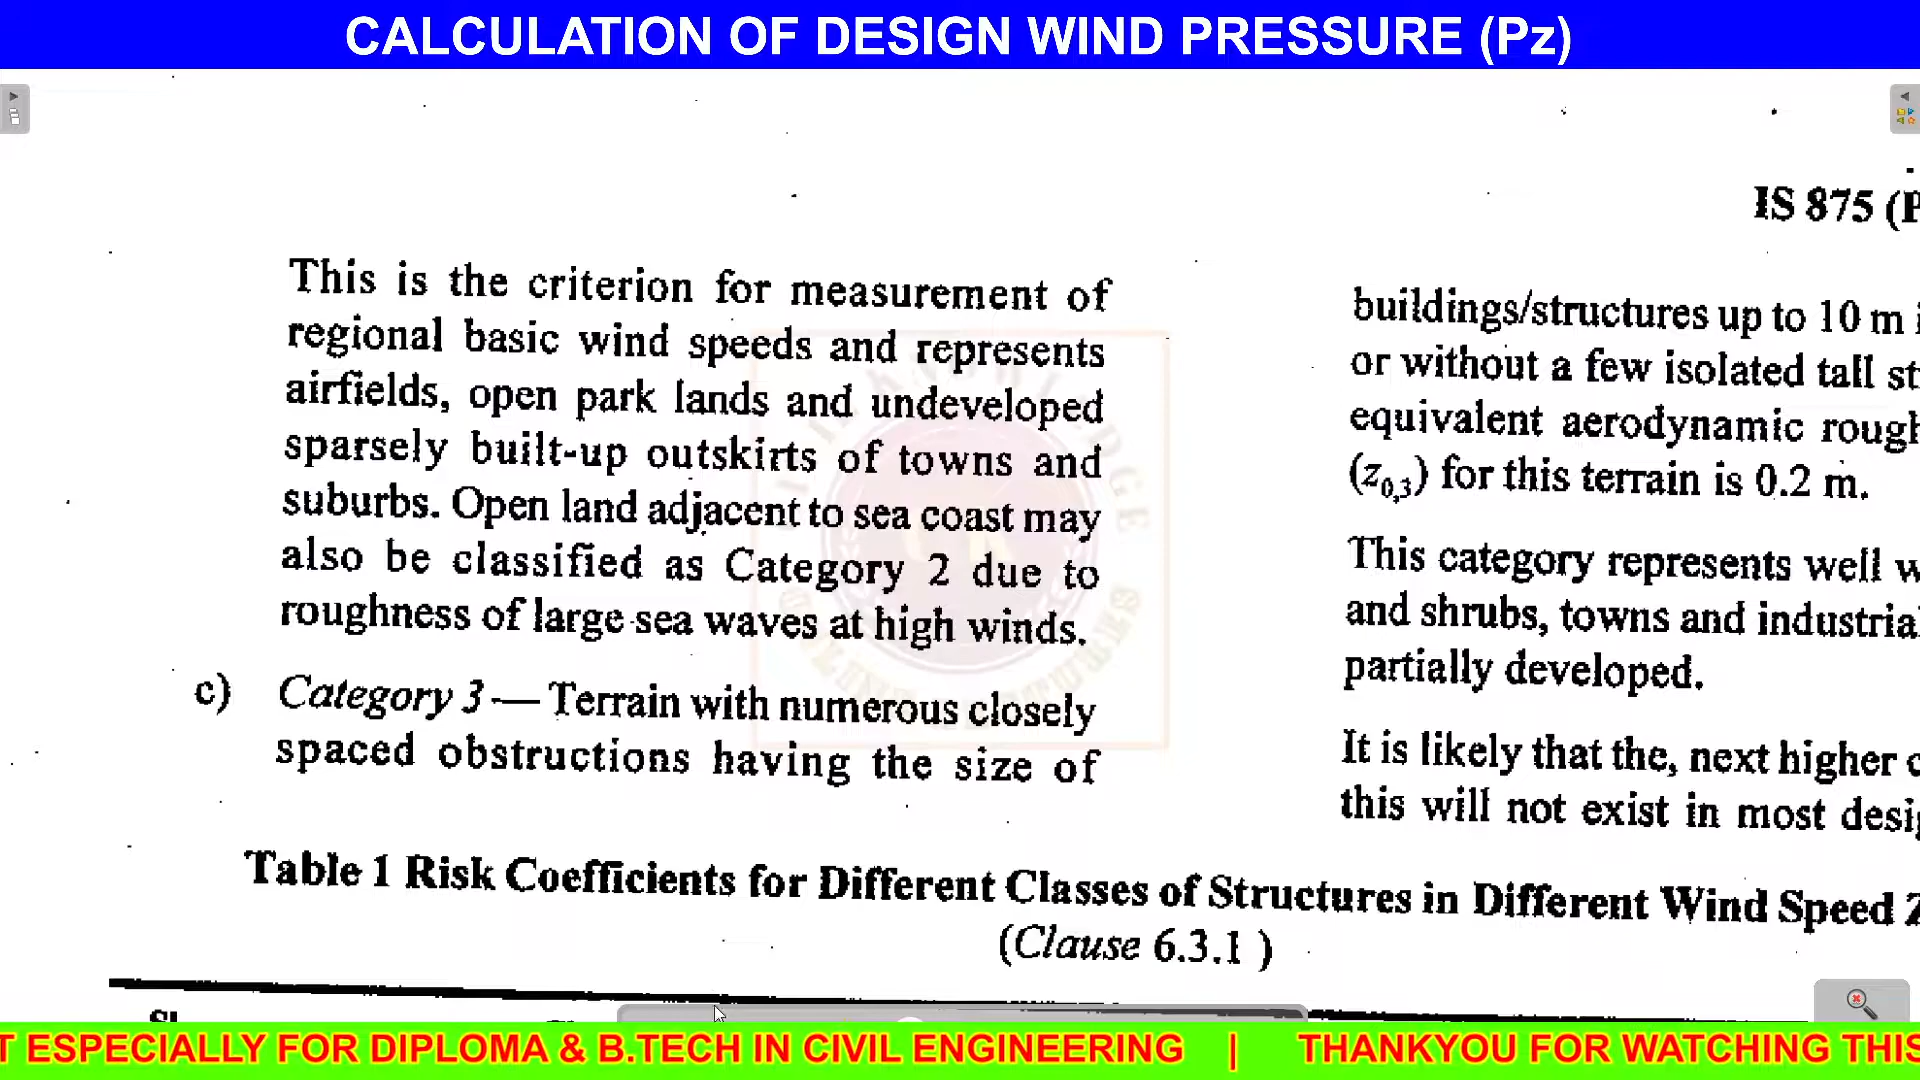 CALCULATION OF DESIGN WIND PRESSURE (Pz)
IS 875 (P
This is the criterion for measurement of
regional basic wind speeds and represents
airfields, open park lands and undeveloped
sparsely built-up outskirts of towns and
suburbs. Open land adjacent to sea coast may
also be classified as Category 2 due to
roughness of large sea waves at high winds.
c) Category 3 — Terrain with numerous closely
spaced obstructions having the size of
buildings/structures up to 10 m i
or without a few isolated tall st
equivalent aerodynamic rough
(z0,3) for this terrain is 0.2 m.
This category represents well w
and shrubs, towns and industrial
partially developed.
It is likely that the, next higher c
this will not exist in most desig
Table 1 Risk Coefficients for Different Classes of Structures in Different Wind Speed Z
(Clause 6.3.1 )
T ESPECIALLY FOR DIPLOMA & B.TECH IN CIVIL ENGINEERING | THANKYOU FOR WATCHING THIS